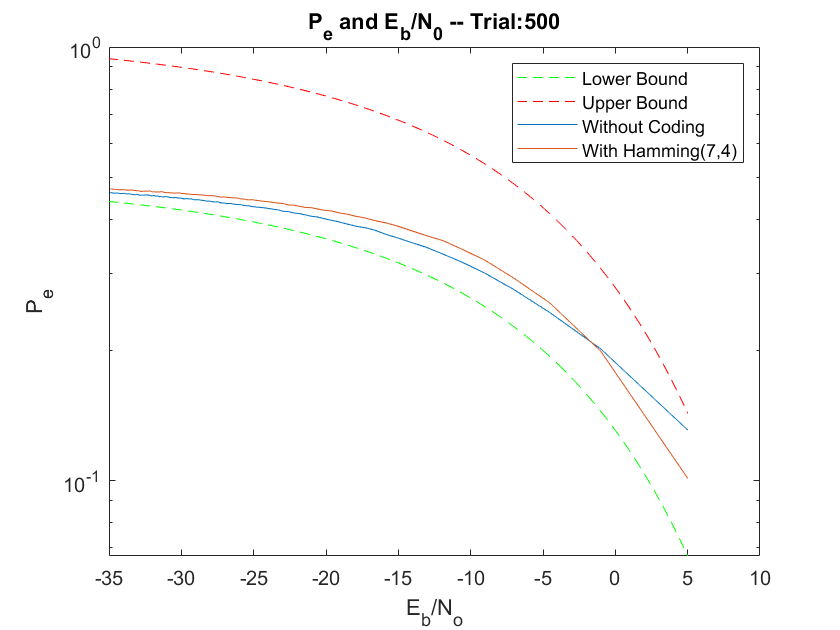 P_e and E_b/N_0 -- Trial:500
10^0
10^-1
P_e
Lower Bound
Upper Bound
Without Coding
With Hamming(7,4)
-35 -30 -25 -20 -15 -10 -5 0 5 10
E_b/N_o